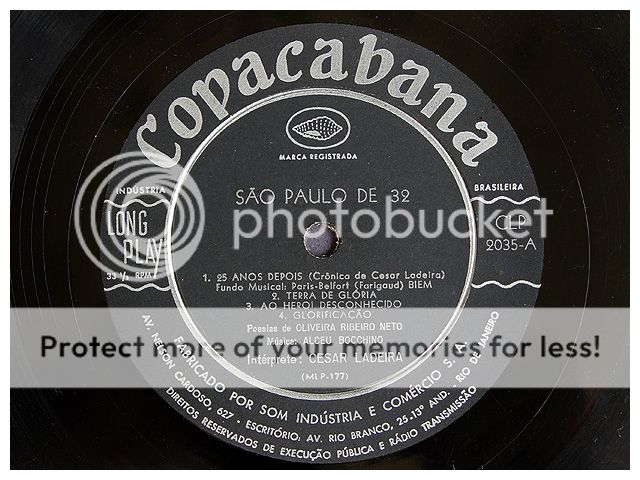 Copacabana
MARCA REGISTRADA
INDÚSTRIA
BRASILEIRA
SÃO PAULO DE 32
LONG
PLAY
33 ⅓ RPM
CLP
2035-A
photobucket
1. 25 ANOS DEPOIS (Crônica de Cesar Ladeira)
Fundo Musical: Paris-Belfort (Farigaud) BIEM
2. TERRA DE GLÓRIA
3. AO HEROI DESCONHECIDO
4. GLORIFICAÇÃO
Poesias de OLIVEIRA RIBEIRO NETO
Música: ALCEU BOCCHINO
Intérprete: CESAR LADEIRA
(MLP-177)
Protect more of your memories for less!
FABRICADO POR SOM INDÚSTRIA E COMÉRCIO S. A.
AV. NELSON CARDOSO, 627 - ESCRITÓRIO: AV. RIO BRANCO, 25-13º AND. - RIO DE JANEIRO
DIREITOS RESERVADOS DE EXECUÇÃO PÚBLICA E RÁDIO TRANSMISSÃO